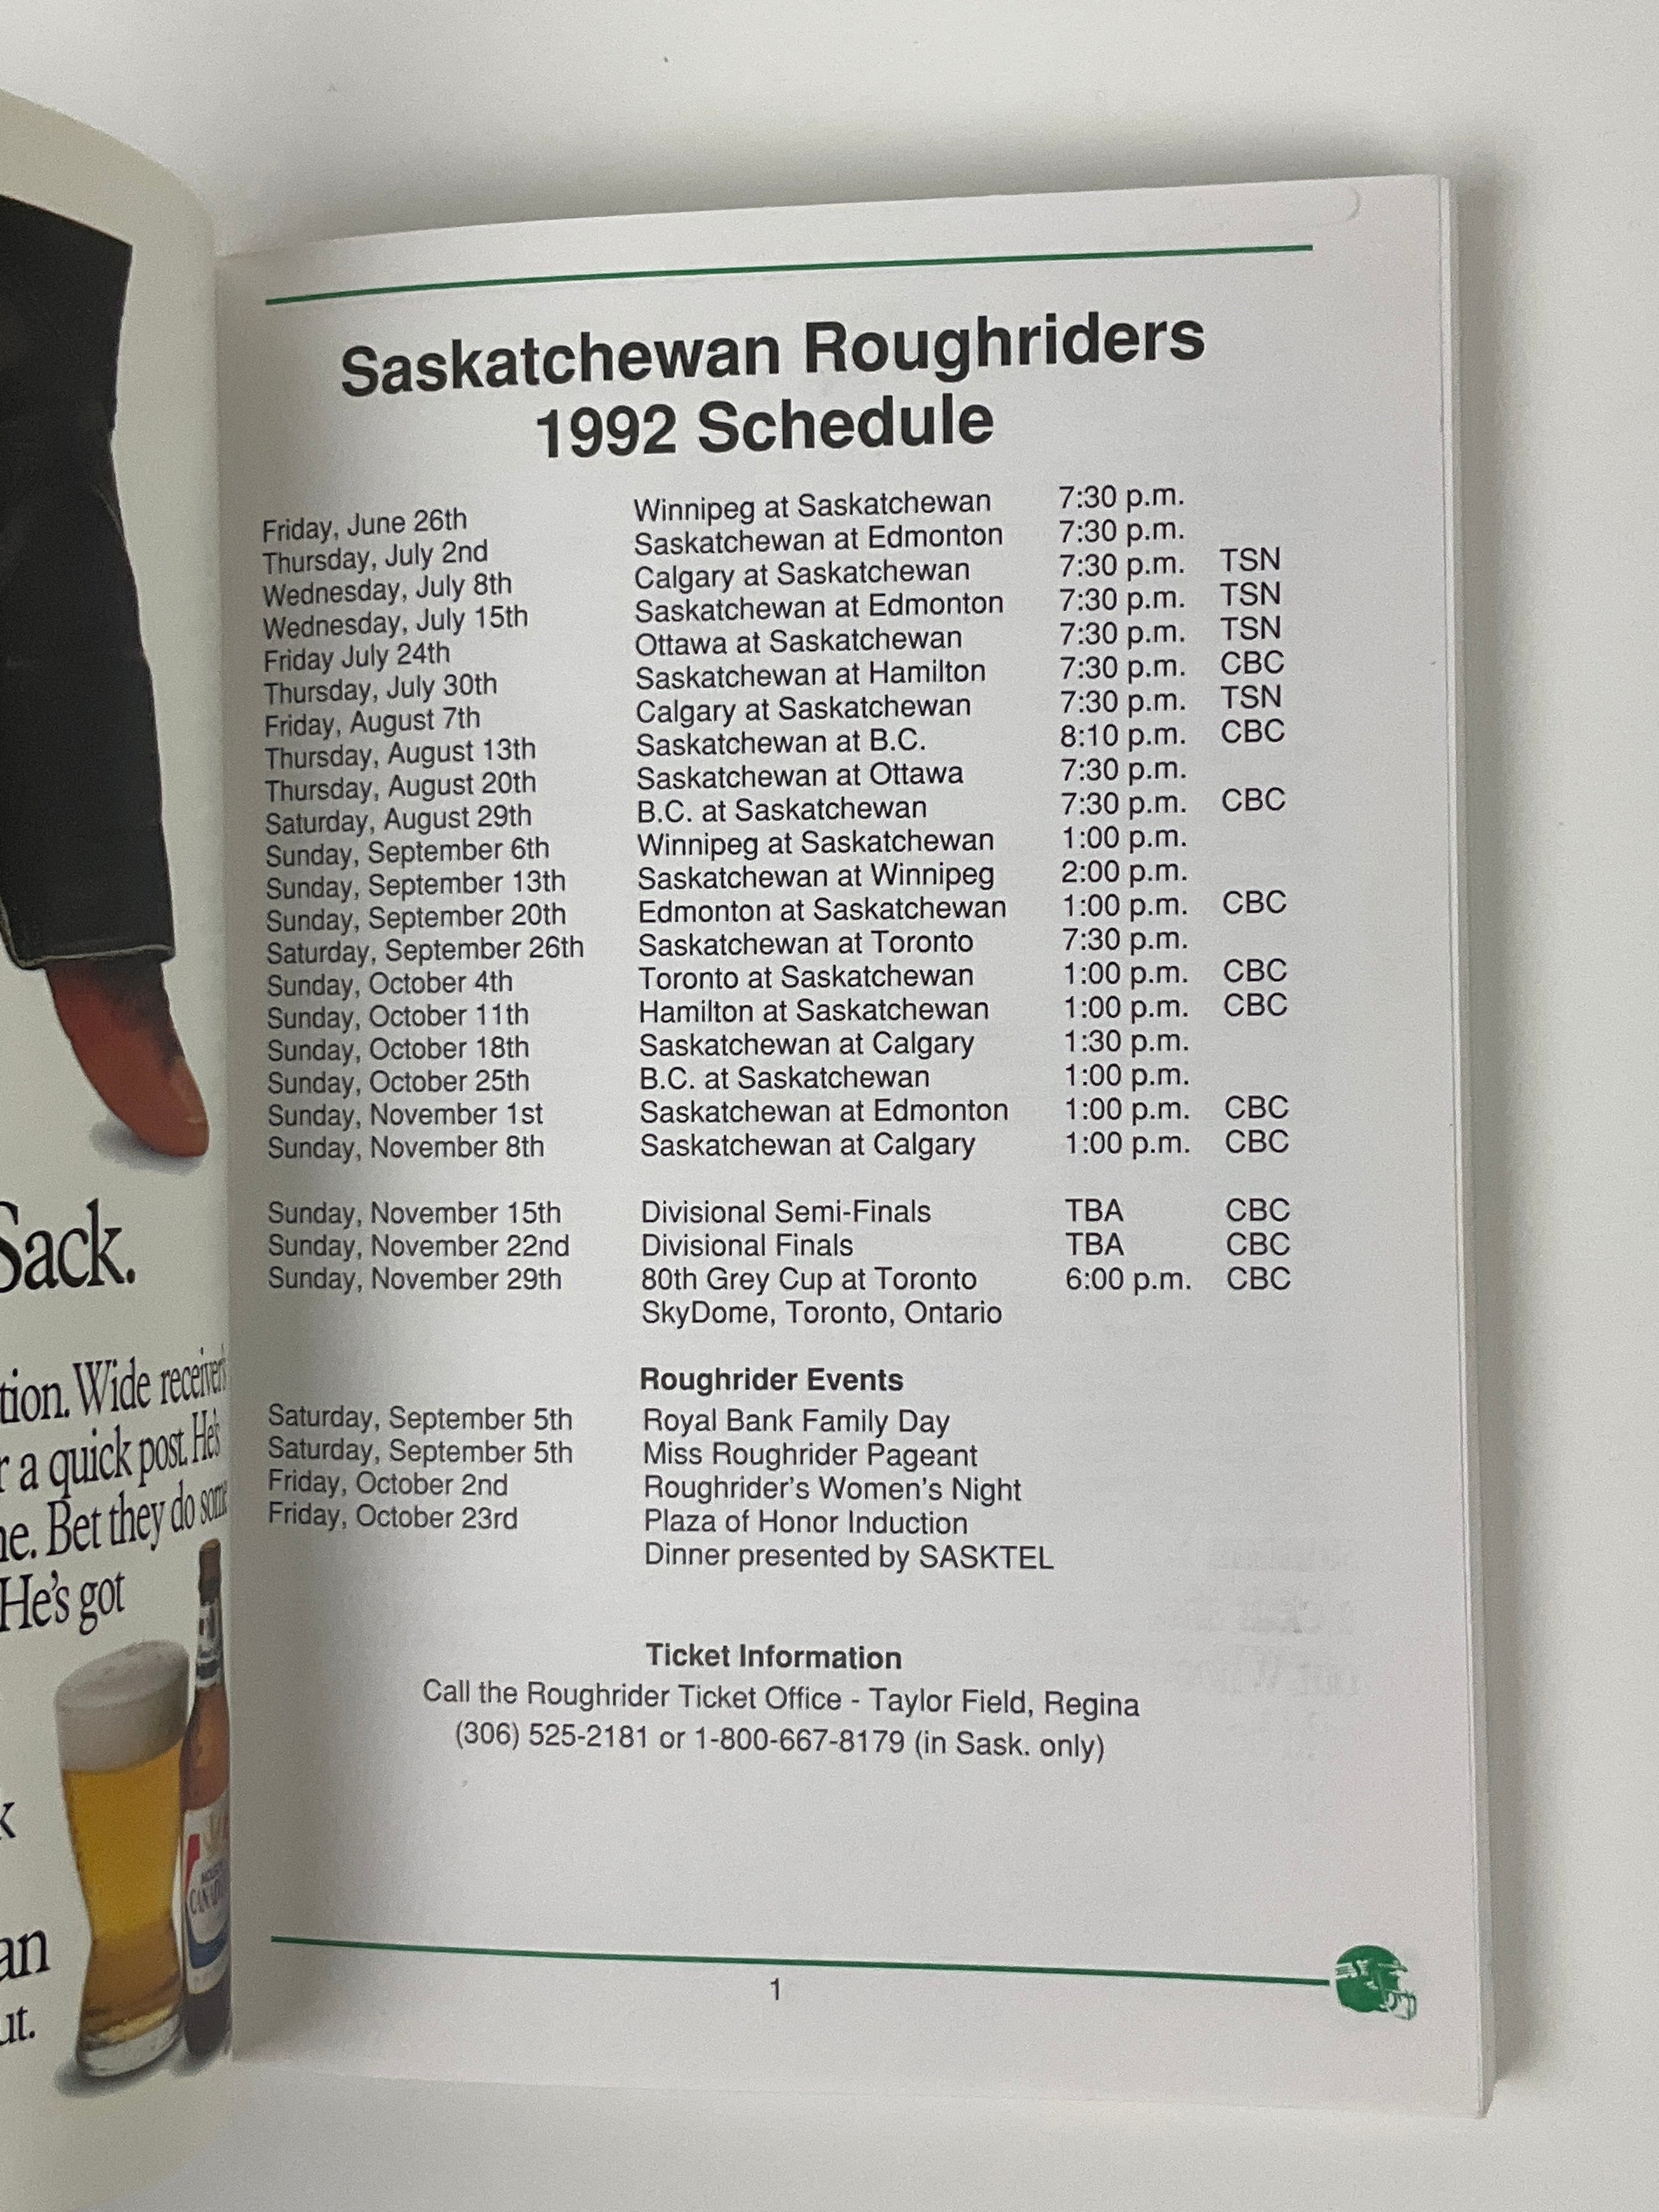 Sack.
tion. Wide receivers
r a quick post. He's
ne. Bet they do some
He's got
an
ut.
CANADIAN
Saskatchewan Roughriders
1992 Schedule
Friday, June 26th Winnipeg at Saskatchewan 7:30 p.m.
Thursday, July 2nd Saskatchewan at Edmonton 7:30 p.m.
Wednesday, July 8th Calgary at Saskatchewan 7:30 p.m. TSN
Wednesday, July 15th Saskatchewan at Edmonton 7:30 p.m. TSN
Friday July 24th Ottawa at Saskatchewan 7:30 p.m. TSN
Thursday, July 30th Saskatchewan at Hamilton 7:30 p.m. CBC
Friday, August 7th Calgary at Saskatchewan 7:30 p.m. TSN
Thursday, August 13th Saskatchewan at B.C. 8:10 p.m. CBC
Thursday, August 20th Saskatchewan at Ottawa 7:30 p.m.
Saturday, August 29th B.C. at Saskatchewan 7:30 p.m. CBC
Sunday, September 6th Winnipeg at Saskatchewan 1:00 p.m.
Sunday, September 13th Saskatchewan at Winnipeg 2:00 p.m.
Sunday, September 20th Edmonton at Saskatchewan 1:00 p.m. CBC
Saturday, September 26th Saskatchewan at Toronto 7:30 p.m.
Sunday, October 4th Toronto at Saskatchewan 1:00 p.m. CBC
Sunday, October 11th Hamilton at Saskatchewan 1:00 p.m. CBC
Sunday, October 18th Saskatchewan at Calgary 1:30 p.m.
Sunday, October 25th B.C. at Saskatchewan 1:00 p.m.
Sunday, November 1st Saskatchewan at Edmonton 1:00 p.m. CBC
Sunday, November 8th Saskatchewan at Calgary 1:00 p.m. CBC
Sunday, November 15th Divisional Semi-Finals TBA CBC
Sunday, November 22nd Divisional Finals TBA CBC
Sunday, November 29th 80th Grey Cup at Toronto 6:00 p.m. CBC
SkyDome, Toronto, Ontario
Roughrider Events
Saturday, September 5th Royal Bank Family Day
Saturday, September 5th Miss Roughrider Pageant
Friday, October 2nd Roughrider's Women's Night
Friday, October 23rd Plaza of Honor Induction
Dinner presented by SASKTEL
Ticket Information
Call the Roughrider Ticket Office - Taylor Field, Regina
(306) 525-2181 or 1-800-667-8179 (in Sask. only)
1